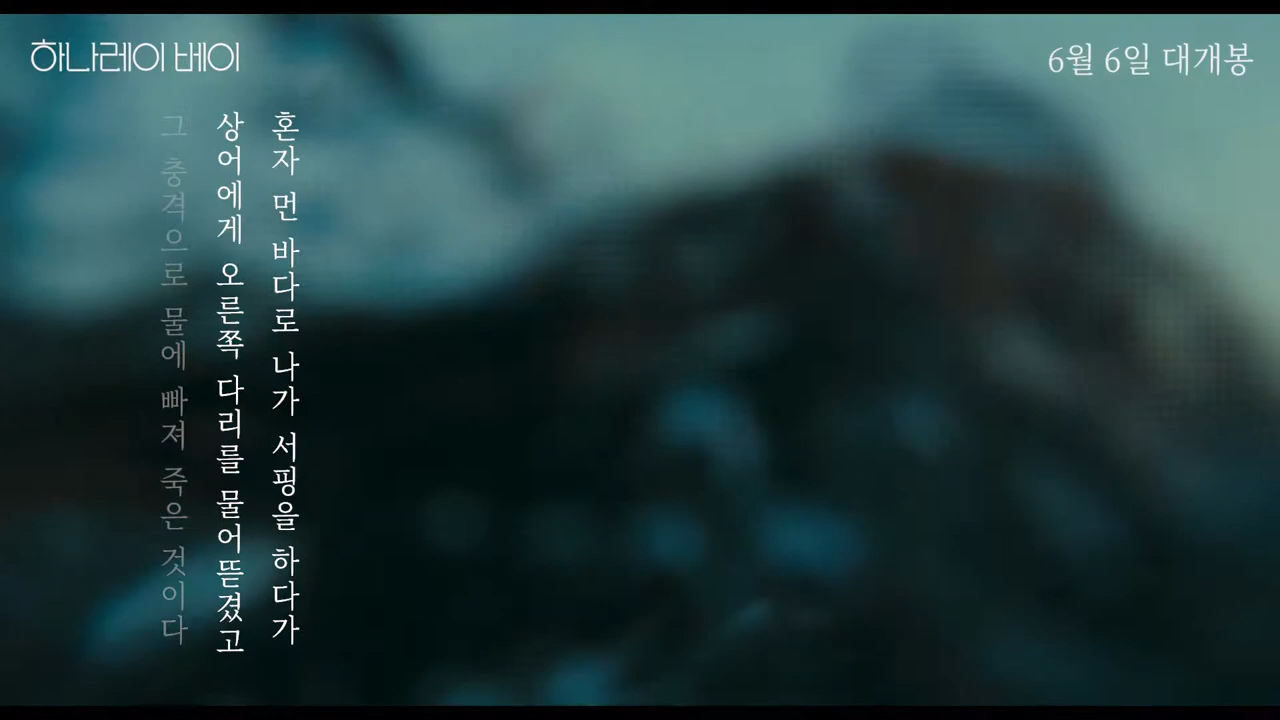 하나레이 베이
6월 6일 대개봉
혼자 먼 바다로 나가 서핑을 하다가
상어에게 오른쪽 다리를 물어뜯겼고
그 충격으로 물에 빠져 죽은 것이다